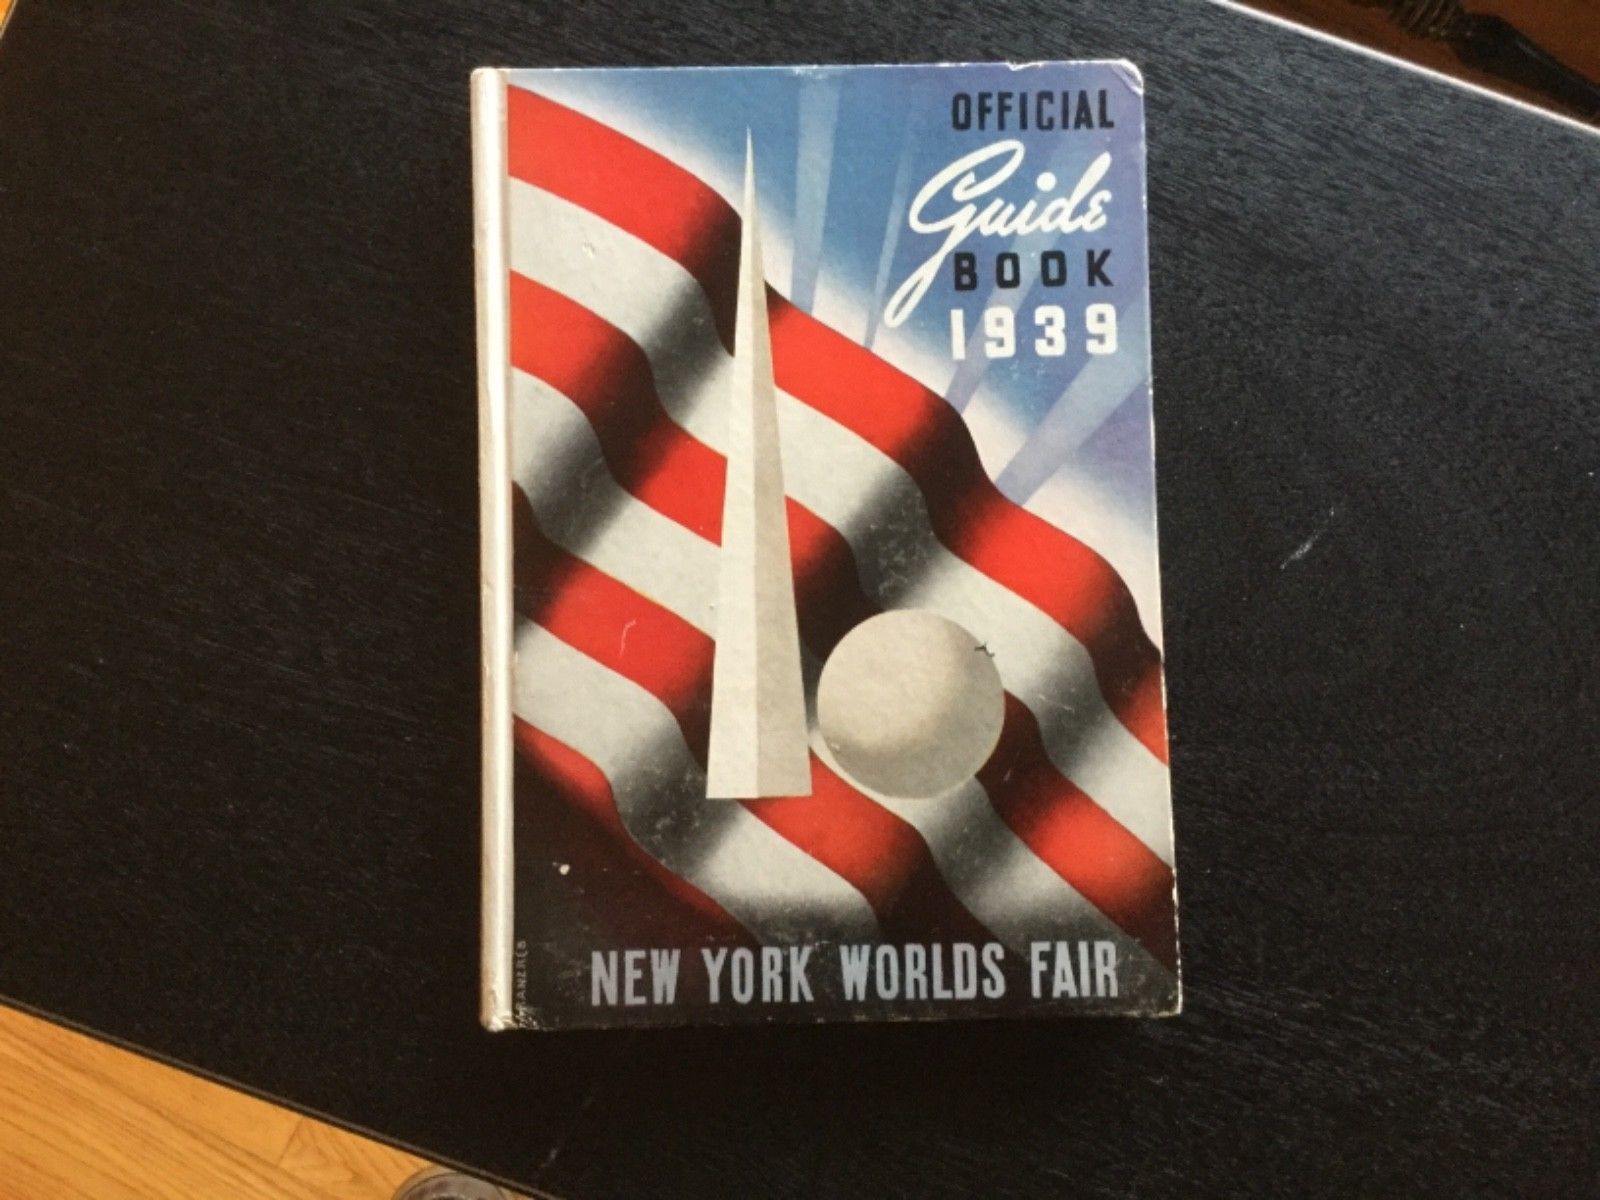 OFFICIAL
Guide
BOOK
1939
NEW YORK WORLDS FAIR